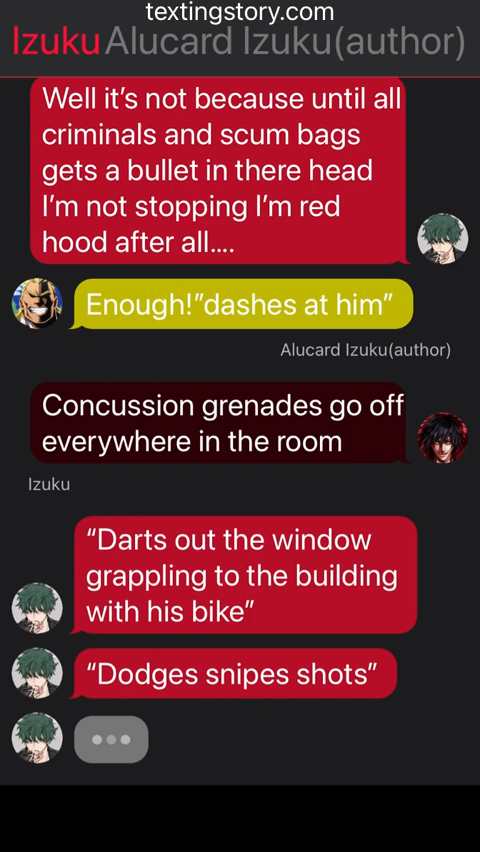 textingstory.com
Izuku Alucard Izuku(author)
Well it's not because until all
criminals and scum bags
gets a bullet in there head
I'm not stopping I'm red
hood after all....
Enough!”dashes at him”
Alucard Izuku(author)
Concussion grenades go off
everywhere in the room
Izuku
“Darts out the window
grappling to the building
with his bike”
“Dodges snipes shots”